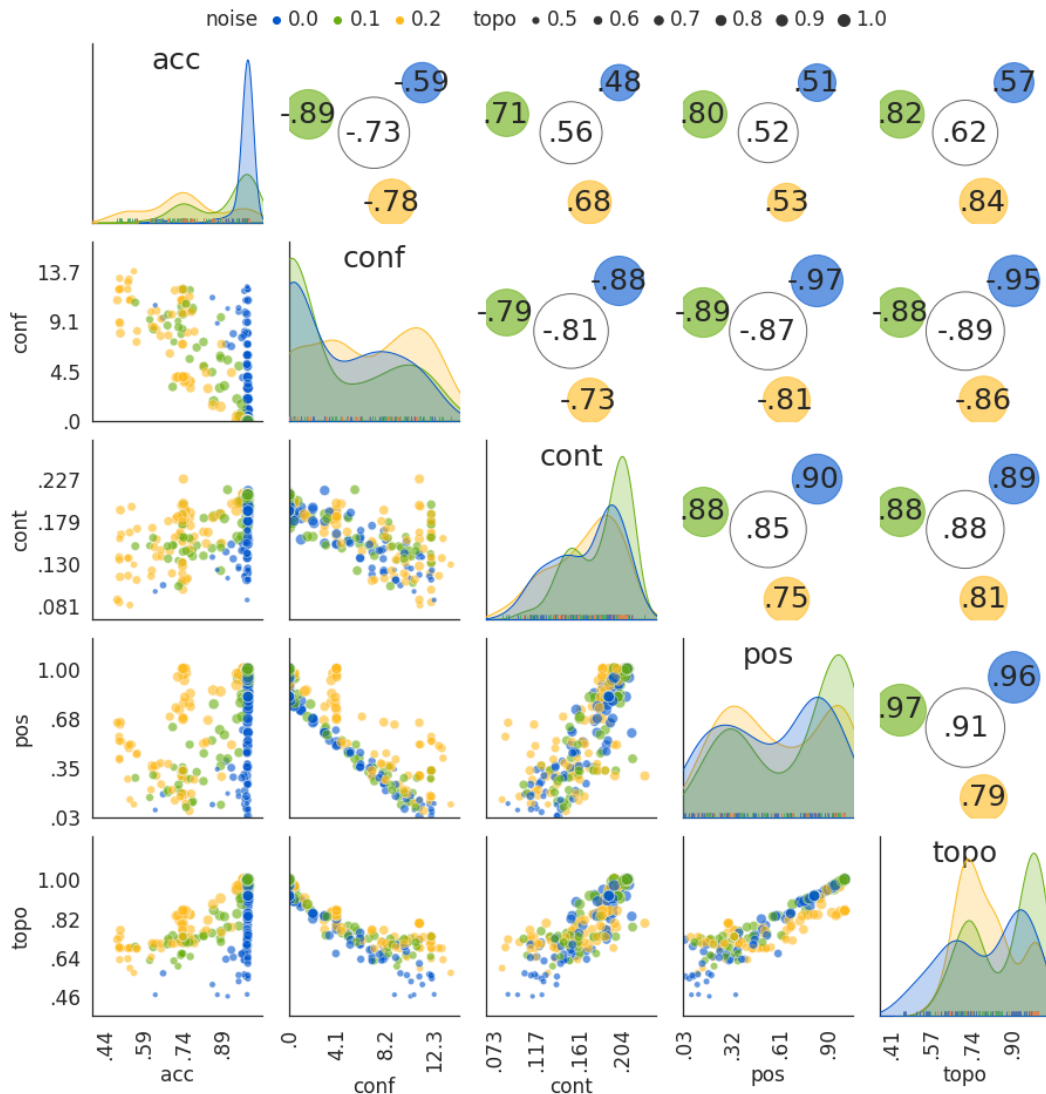 noise 0.0 0.1 0.2 topo 0.5 0.6 0.7 0.8 0.9 1.0
acc
-.59 .48 .51 .57
-.89 -.73 .71 .56 .80 .52 .82 .62
-.78 .68 .53 .84
conf
13.7
9.1
4.5
.0
conf
-.88 -.97 -.95
-.79 -.81 -.89 -.87 -.88 -.89
-.73 -.81 -.86
cont
.227
.179
.130
.081
cont
.90 .89
.88 .85 .88 .88
.75 .81
pos
1.00
.68
.35
.03
pos
.96
.97 .91
.79
topo
1.00
.82
.64
.46
topo
.44 .59 .74 .89
.0 4.1 8.2 12.3
.073 .117 .161 .204
.03 .32 .61 .90
.41 .57 .74 .90
acc conf cont pos topo